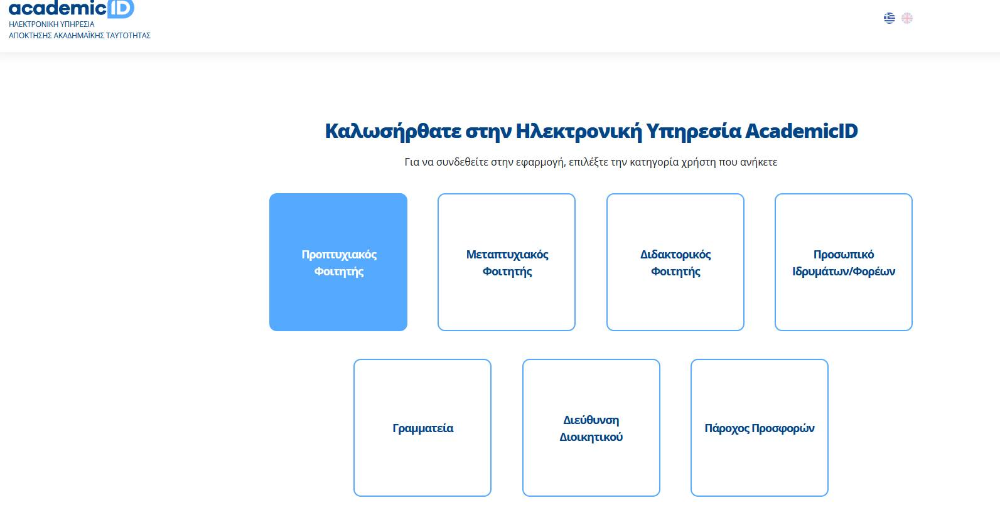 academicID
ΗΛΕΚΤΡΟΝΙΚΗ ΥΠΗΡΕΣΙΑ
ΑΠΟΚΤΗΣΗΣ ΑΚΑΔΗΜΑΪΚΗΣ ΤΑΥΤΟΤΗΤΑΣ
Καλωσήρθατε στην Ηλεκτρονική Υπηρεσία AcademicID
Για να συνδεθείτε στην εφαρμογή, επιλέξτε την κατηγορία χρήστη που ανήκετε
Προπτυχιακός
Φοιτητής
Μεταπτυχιακός
Φοιτητής
Διδακτορικός
Φοιτητής
Προσωπικό
Ιδρυμάτων/Φορέων
Γραμματεία
Διεύθυνση
Διοικητικού
Πάροχος Προσφορών